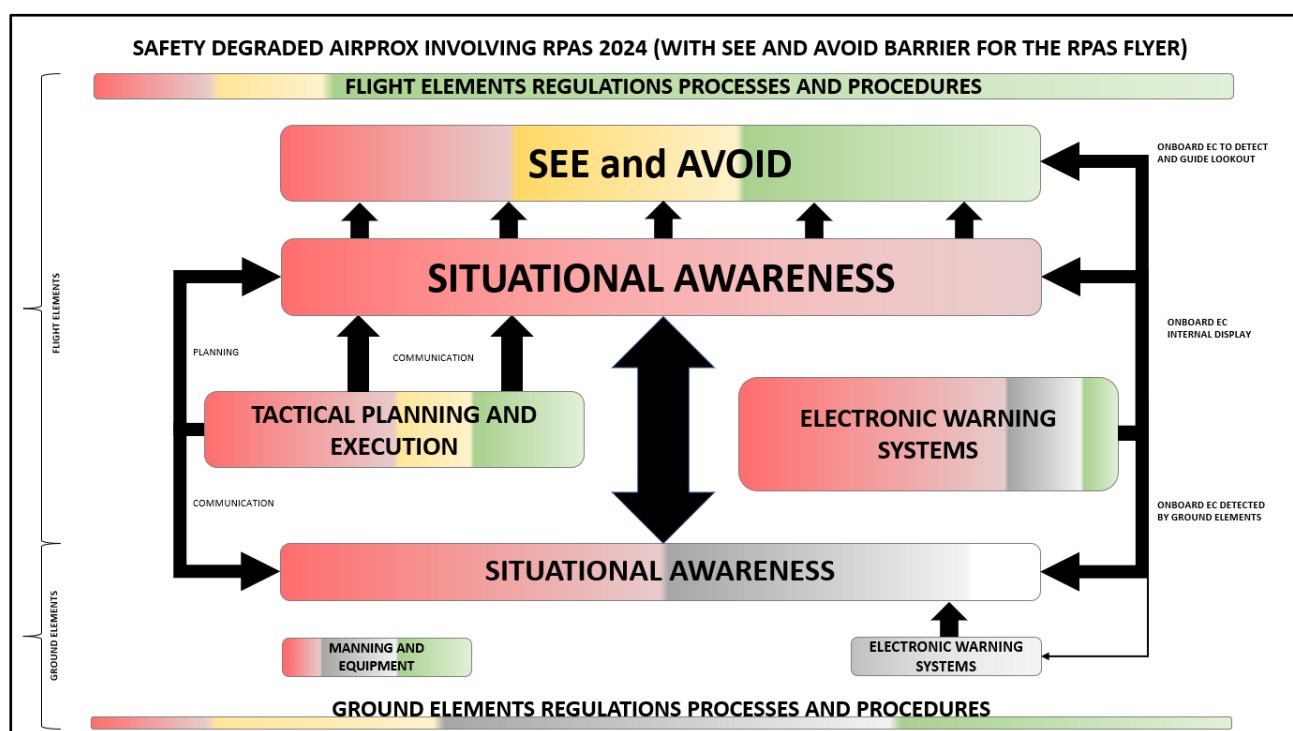 SAFETY DEGRADED AIRPROX INVOLVING RPAS 2024 (WITH SEE AND AVOID BARRIER FOR THE RPAS FLYER)
FLIGHT ELEMENTS REGULATIONS PROCESSES AND PROCEDURES
SEE and AVOID
ONBOARD EC TO DETECT
AND GUIDE LOOKOUT
SITUATIONAL AWARENESS
FLIGHT ELEMENTS
PLANNING
COMMUNICATION
ONBOARD EC
INTERNAL DISPLAY
TACTICAL PLANNING AND
EXECUTION
ELECTRONIC WARNING
SYSTEMS
COMMUNICATION
ONBOARD EC DETECTED
BY GROUND ELEMENTS
SITUATIONAL AWARENESS
GROUND ELEMENTS
MANNING AND
EQUIPMENT
ELECTRONIC WARNING
SYSTEMS
GROUND ELEMENTS REGULATIONS PROCESSES AND PROCEDURES